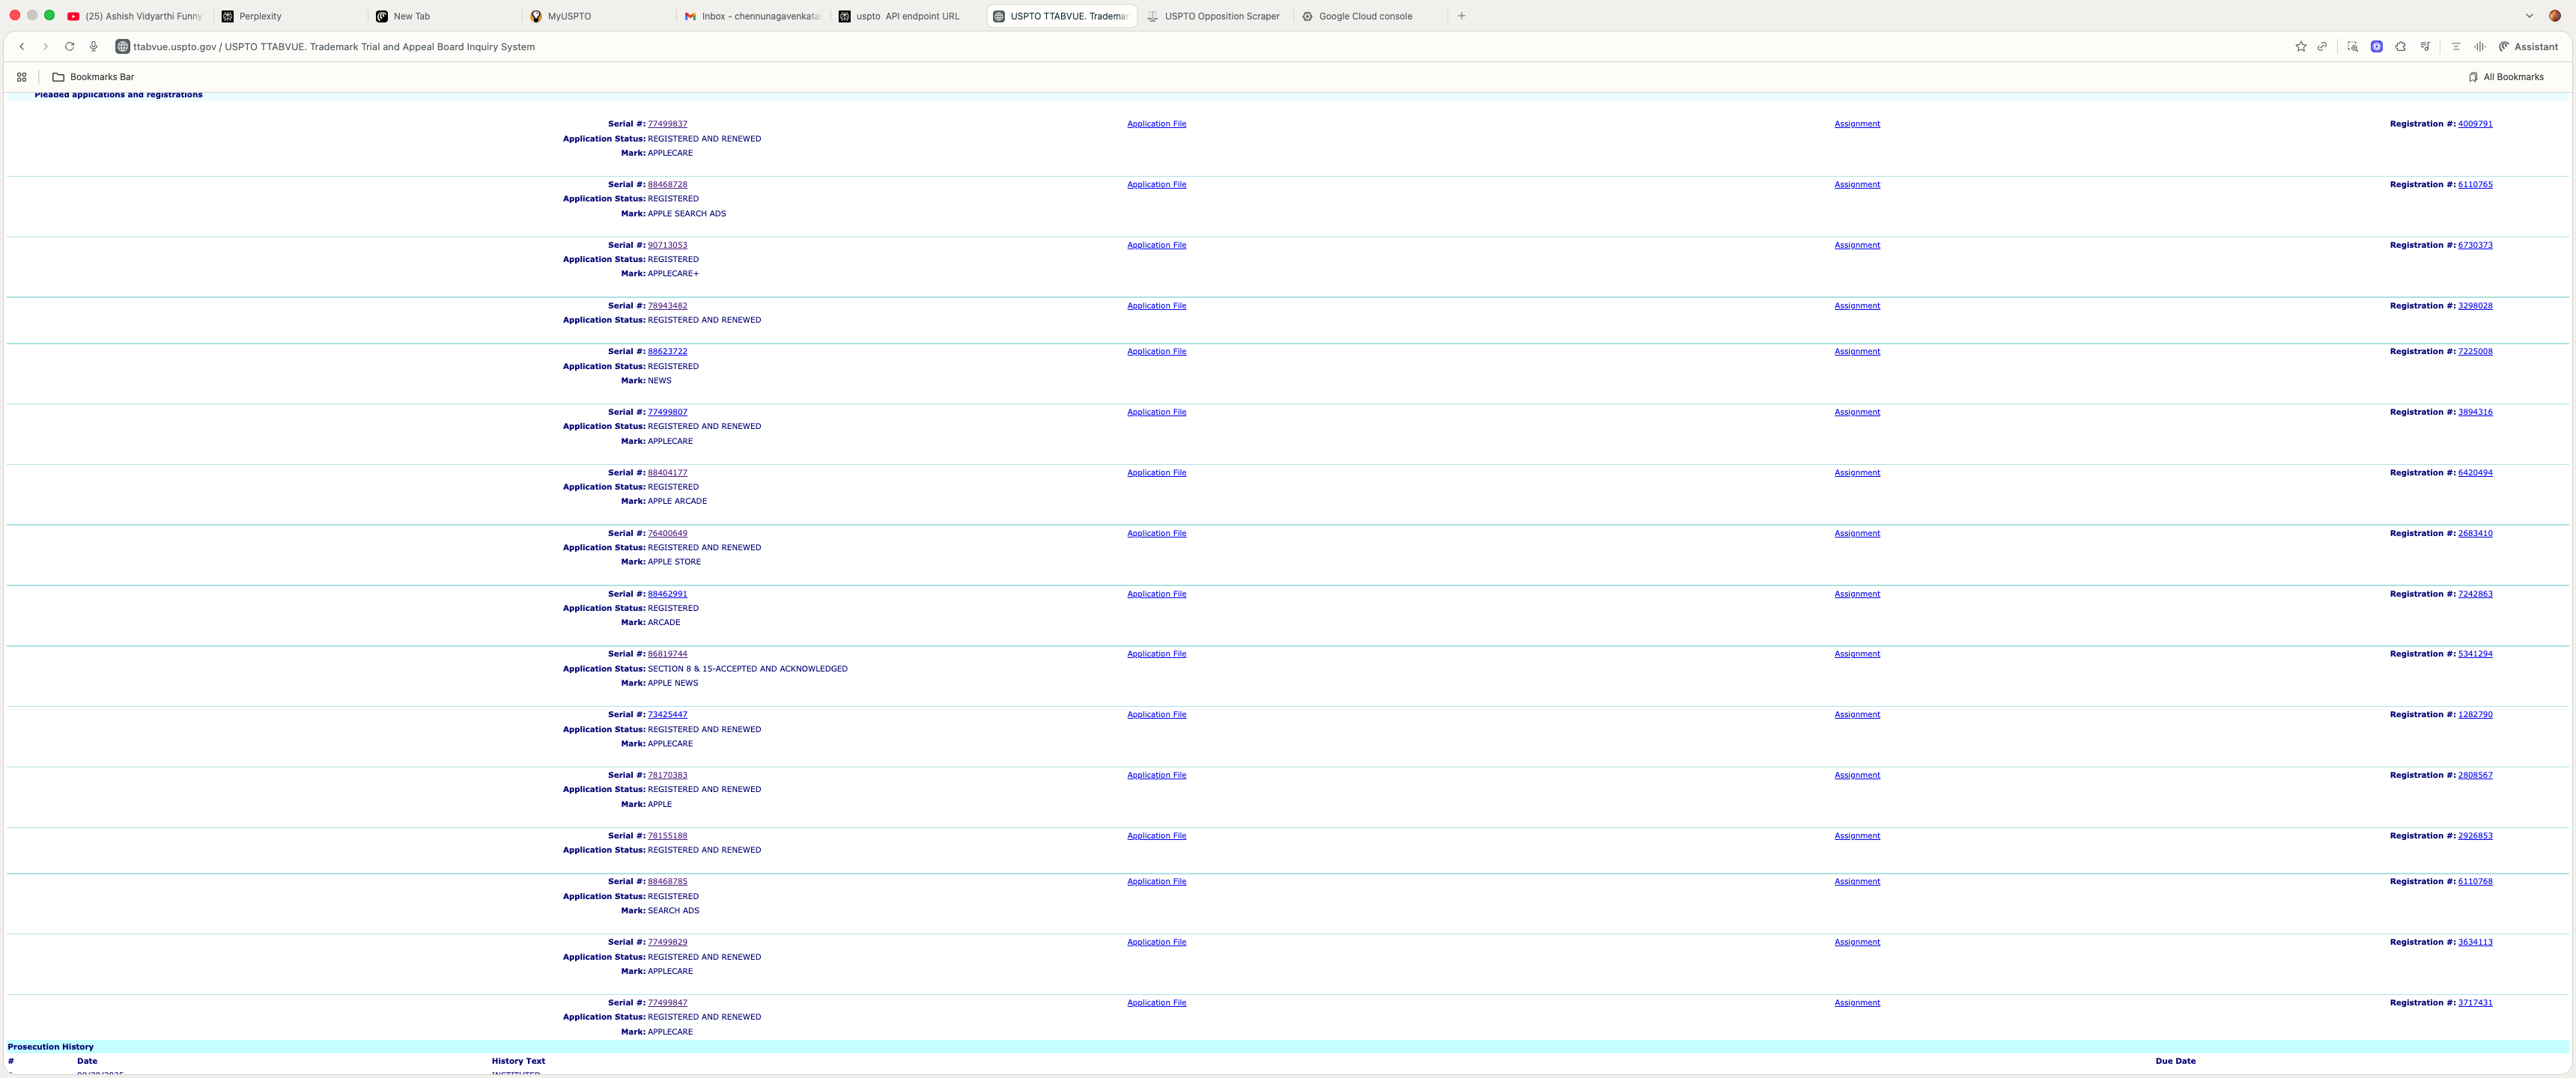 (25) Ashish Vidyarthi Funny
Perplexity
New Tab
MyUSPTO
Inbox - chennunagavenkata
uspto API endpoint URL
USPTO TTABVUE. Trademar
USPTO Opposition Scraper
Google Cloud console
ttabvue.uspto.gov / USPTO TTABVUE. Trademark Trial and Appeal Board Inquiry System
Assistant
Bookmarks Bar
All Bookmarks
Pleaded applications and registrations
Serial #: 77499837 Application File Assignment Registration #: 4009791
Application Status: REGISTERED AND RENEWED
Mark: APPLECARE
Serial #: 88468728 Application File Assignment Registration #: 6110765
Application Status: REGISTERED
Mark: APPLE SEARCH ADS
Serial #: 90713053 Application File Assignment Registration #: 6730373
Application Status: REGISTERED
Mark: APPLECARE+
Serial #: 78943482 Application File Assignment Registration #: 3298028
Application Status: REGISTERED AND RENEWED
Serial #: 88623722 Application File Assignment Registration #: 7225008
Application Status: REGISTERED
Mark: NEWS
Serial #: 77499807 Application File Assignment Registration #: 3894316
Application Status: REGISTERED AND RENEWED
Mark: APPLECARE
Serial #: 88404177 Application File Assignment Registration #: 6420494
Application Status: REGISTERED
Mark: APPLE ARCADE
Serial #: 76400649 Application File Assignment Registration #: 2683410
Application Status: REGISTERED AND RENEWED
Mark: APPLE STORE
Serial #: 88462991 Application File Assignment Registration #: 7242863
Application Status: REGISTERED
Mark: ARCADE
Serial #: 86819744 Application File Assignment Registration #: 5341294
Application Status: SECTION 8 & 15-ACCEPTED AND ACKNOWLEDGED
Mark: APPLE NEWS
Serial #: 73425447 Application File Assignment Registration #: 1282790
Application Status: REGISTERED AND RENEWED
Mark: APPLECARE
Serial #: 78170383 Application File Assignment Registration #: 2808567
Application Status: REGISTERED AND RENEWED
Mark: APPLE
Serial #: 78155188 Application File Assignment Registration #: 2926853
Application Status: REGISTERED AND RENEWED
Serial #: 88468785 Application File Assignment Registration #: 6110768
Application Status: REGISTERED
Mark: SEARCH ADS
Serial #: 77499829 Application File Assignment Registration #: 3634113
Application Status: REGISTERED AND RENEWED
Mark: APPLECARE
Serial #: 77499847 Application File Assignment Registration #: 3717431
Application Status: REGISTERED AND RENEWED
Mark: APPLECARE
Prosecution History
# Date History Text Due Date
INSTITUTED